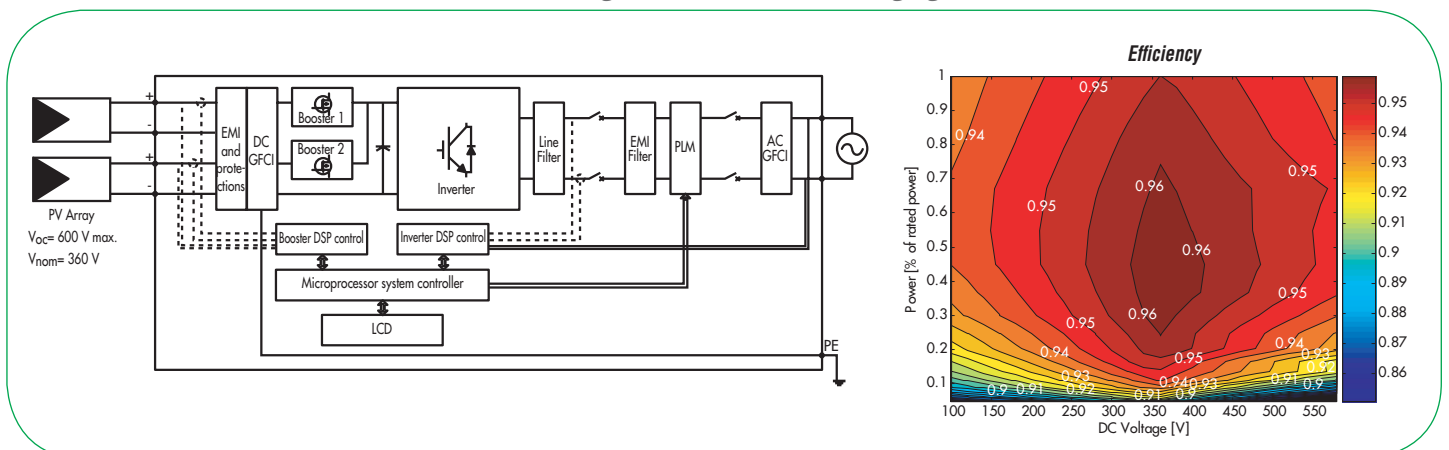 +
-
+
-
PV Array
VOC= 600 V max.
Vnom= 360 V
EMI
and
prote-
ctions
DC
GFCI
Booster 1
Booster 2
Inverter
Line
Filter
EMI
Filter
PLM
AC
GFCI
Booster DSP control
Inverter DSP control
Microprocessor system controller
LCD
PE
Efficiency
Power [% of rated power]
1
0.9
0.8
0.7
0.6
0.5
0.4
0.3
0.2
0.1
0.95
0.94
0.96
0.95
0.95
0.96
0.95
0.96
0.95
0.94
0.94
0.95
0.93
0.92
0.93
0.94
0.93
0.91
0.9
0.91
0.92
0.91
0.9
0.9
100 150 200 250 300 350 400 450 500 550
DC Voltage [V]
0.95
0.94
0.93
0.92
0.91
0.9
0.89
0.88
0.87
0.86